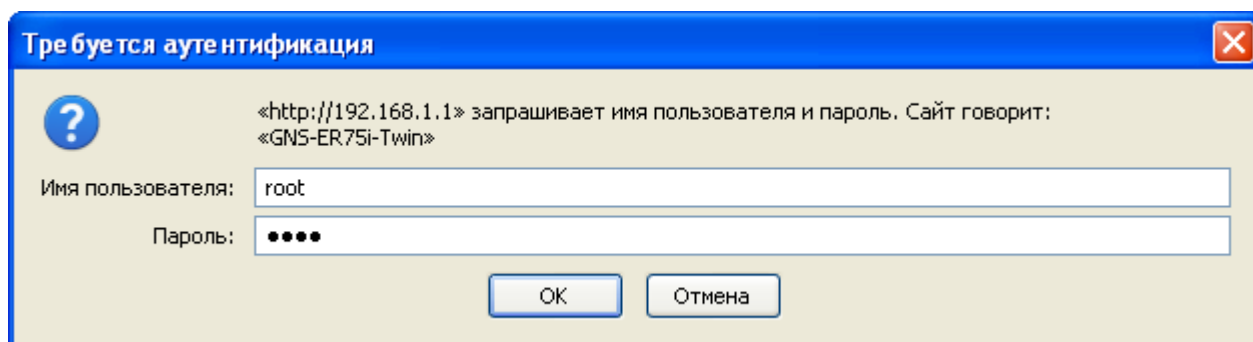 Требуется аутентификация
«http://192.168.1.1» запрашивает имя пользователя и пароль. Сайт говорит:
«GNS-ER75i-Twin»
Имя пользователя: root
Пароль: ●●●●
OK Отмена